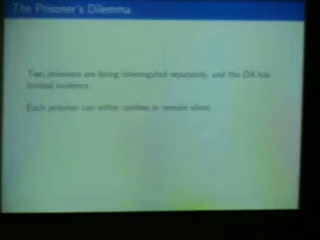 The Prisoner's Dilemma
Two prisoners are being interrogated separately, and the DA has
limited evidence.
Each prisoner can either confess or remain silent.